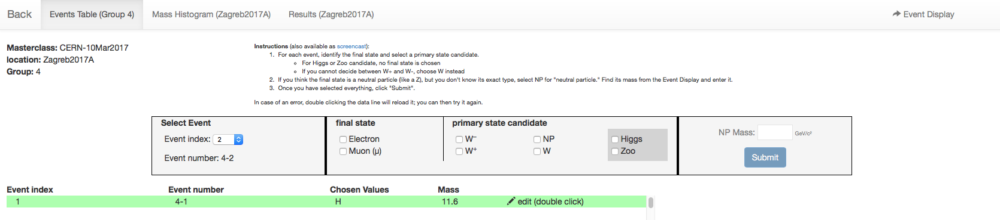 Back Events Table (Group 4) Mass Histogram (Zagreb2017A) Results (Zagreb2017A) Event Display
Masterclass: CERN-10Mar2017
location: Zagreb2017A
Group: 4
Instructions (also available as screencast):
1. For each event, identify the final state and select a primary state candidate.
For Higgs or Zoo candidate, no final state is chosen
If you cannot decide between W+ and W-, choose W instead
2. If you think the final state is a neutral particle (like a Z), but you don't know its exact type, select NP for "neutral particle." Find its mass from the Event Display and enter it.
3. Once you have selected everything, click "Submit".
In case of an error, double clicking the data line will reload it; you can then try it again.
Select Event
Event index: 2
Event number: 4-2
final state
Electron
Muon (μ)
primary state candidate
W⁻ NP Higgs
W⁺ W Zoo
NP Mass: GeV/c²
Submit
Event index Event number Chosen Values Mass
1 4-1 H 11.6 edit (double click)